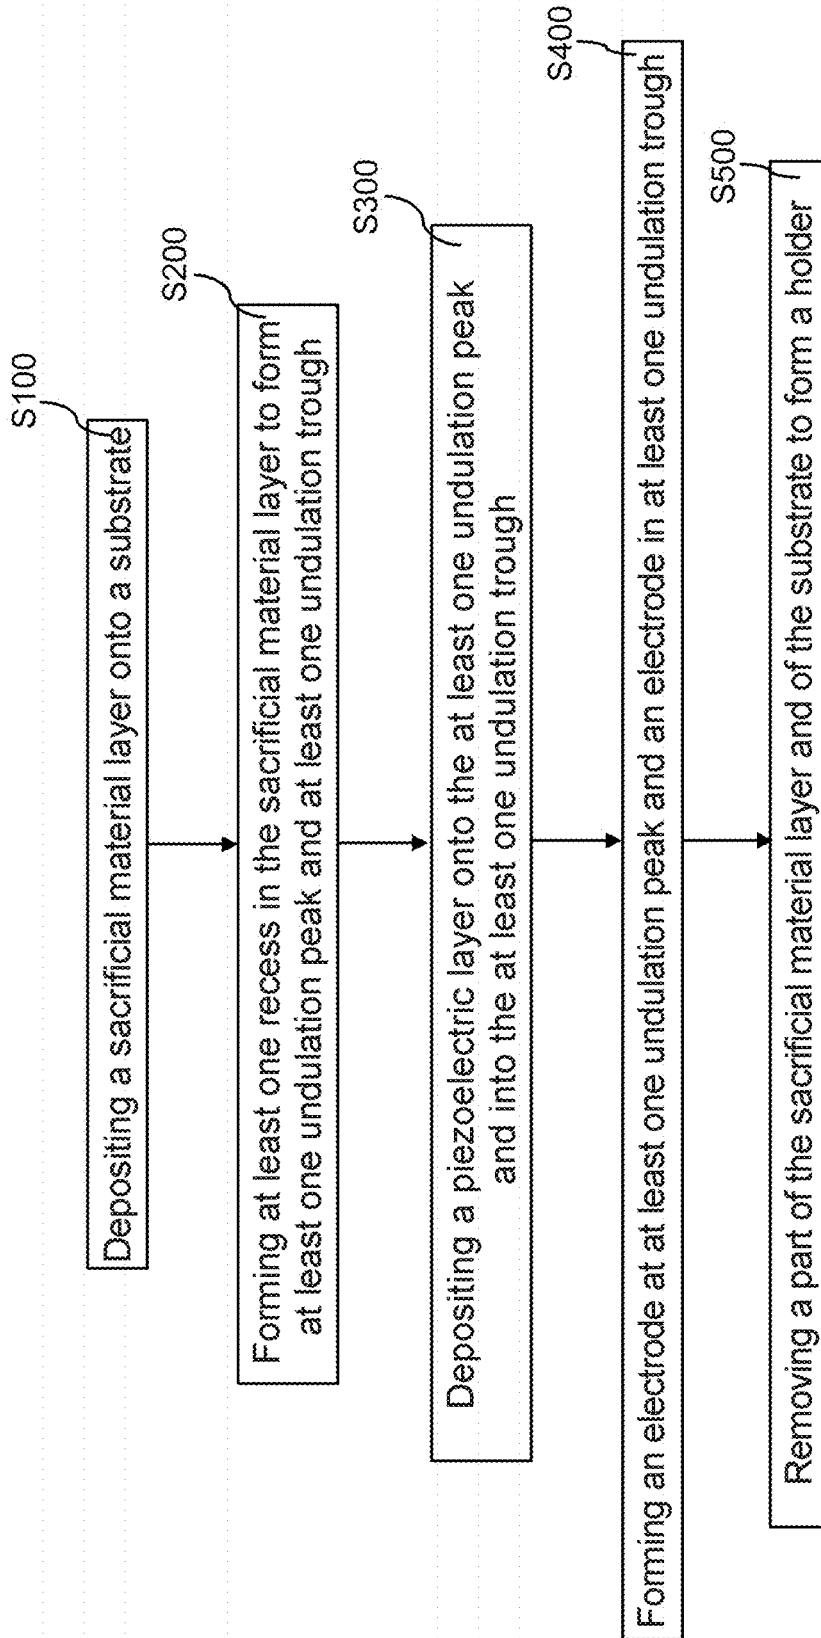 S100
Depositing a sacrificial material layer onto a substrate
S200
Forming at least one recess in the sacrificial material layer to form
at least one undulation peak and at least one undulation trough
S300
Depositing a piezoelectric layer onto the at least one undulation peak
and into the at least one undulation trough
S400
Forming an electrode at at least one undulation peak and an electrode in at least one undulation trough
S500
Removing a part of the sacrificial material layer and of the substrate to form a holder